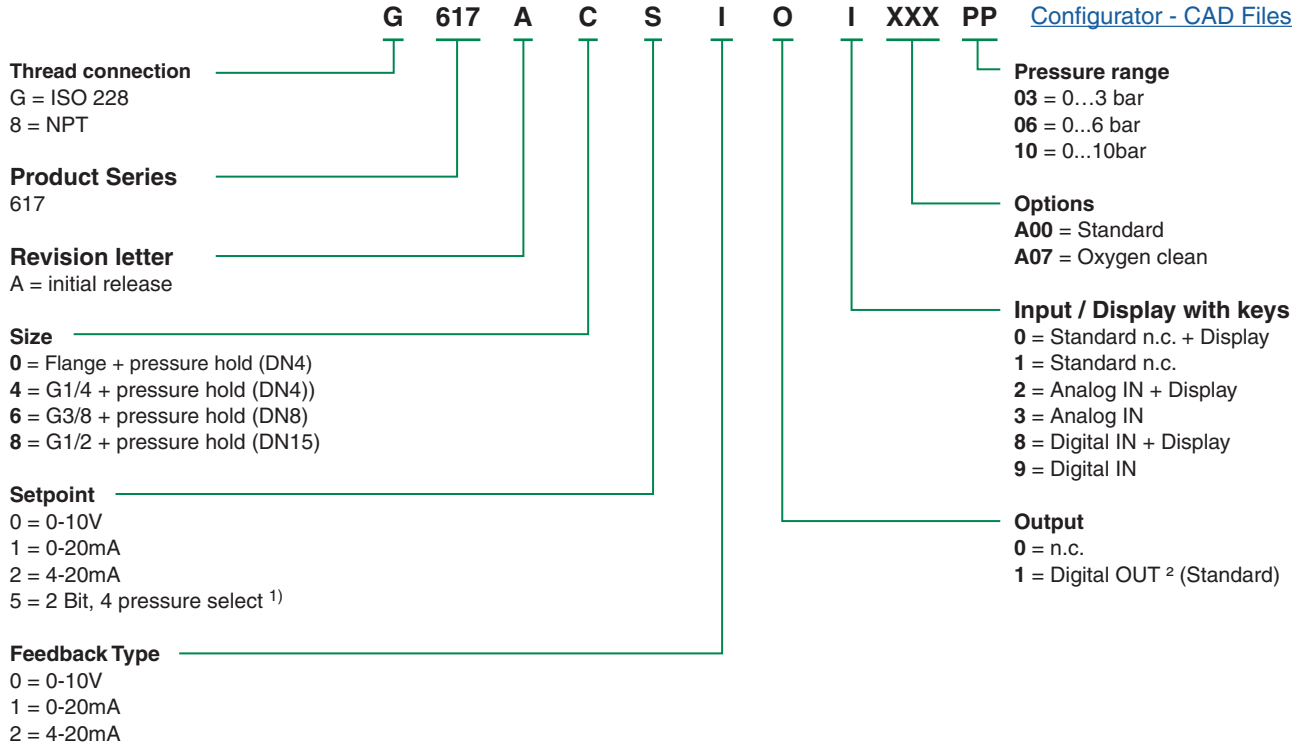 G 617 A C S I O I XXX PP
Configurator - CAD Files
Thread connection
G = ISO 228
8 = NPT
Product Series
617
Revision letter
A = initial release
Size
0 = Flange + pressure hold (DN4)
4 = G1/4 + pressure hold (DN4))
6 = G3/8 + pressure hold (DN8)
8 = G1/2 + pressure hold (DN15)
Setpoint
0 = 0-10V
1 = 0-20mA
2 = 4-20mA
5 = 2 Bit, 4 pressure select 1)
Feedback Type
0 = 0-10V
1 = 0-20mA
2 = 4-20mA
Pressure range
03 = 0…3 bar
06 = 0...6 bar
10 = 0...10bar
Options
A00 = Standard
A07 = Oxygen clean
Input / Display with keys
0 = Standard n.c. + Display
1 = Standard n.c.
2 = Analog IN + Display
3 = Analog IN
8 = Digital IN + Display
9 = Digital IN
Output
0 = n.c.
1 = Digital OUT ² (Standard)